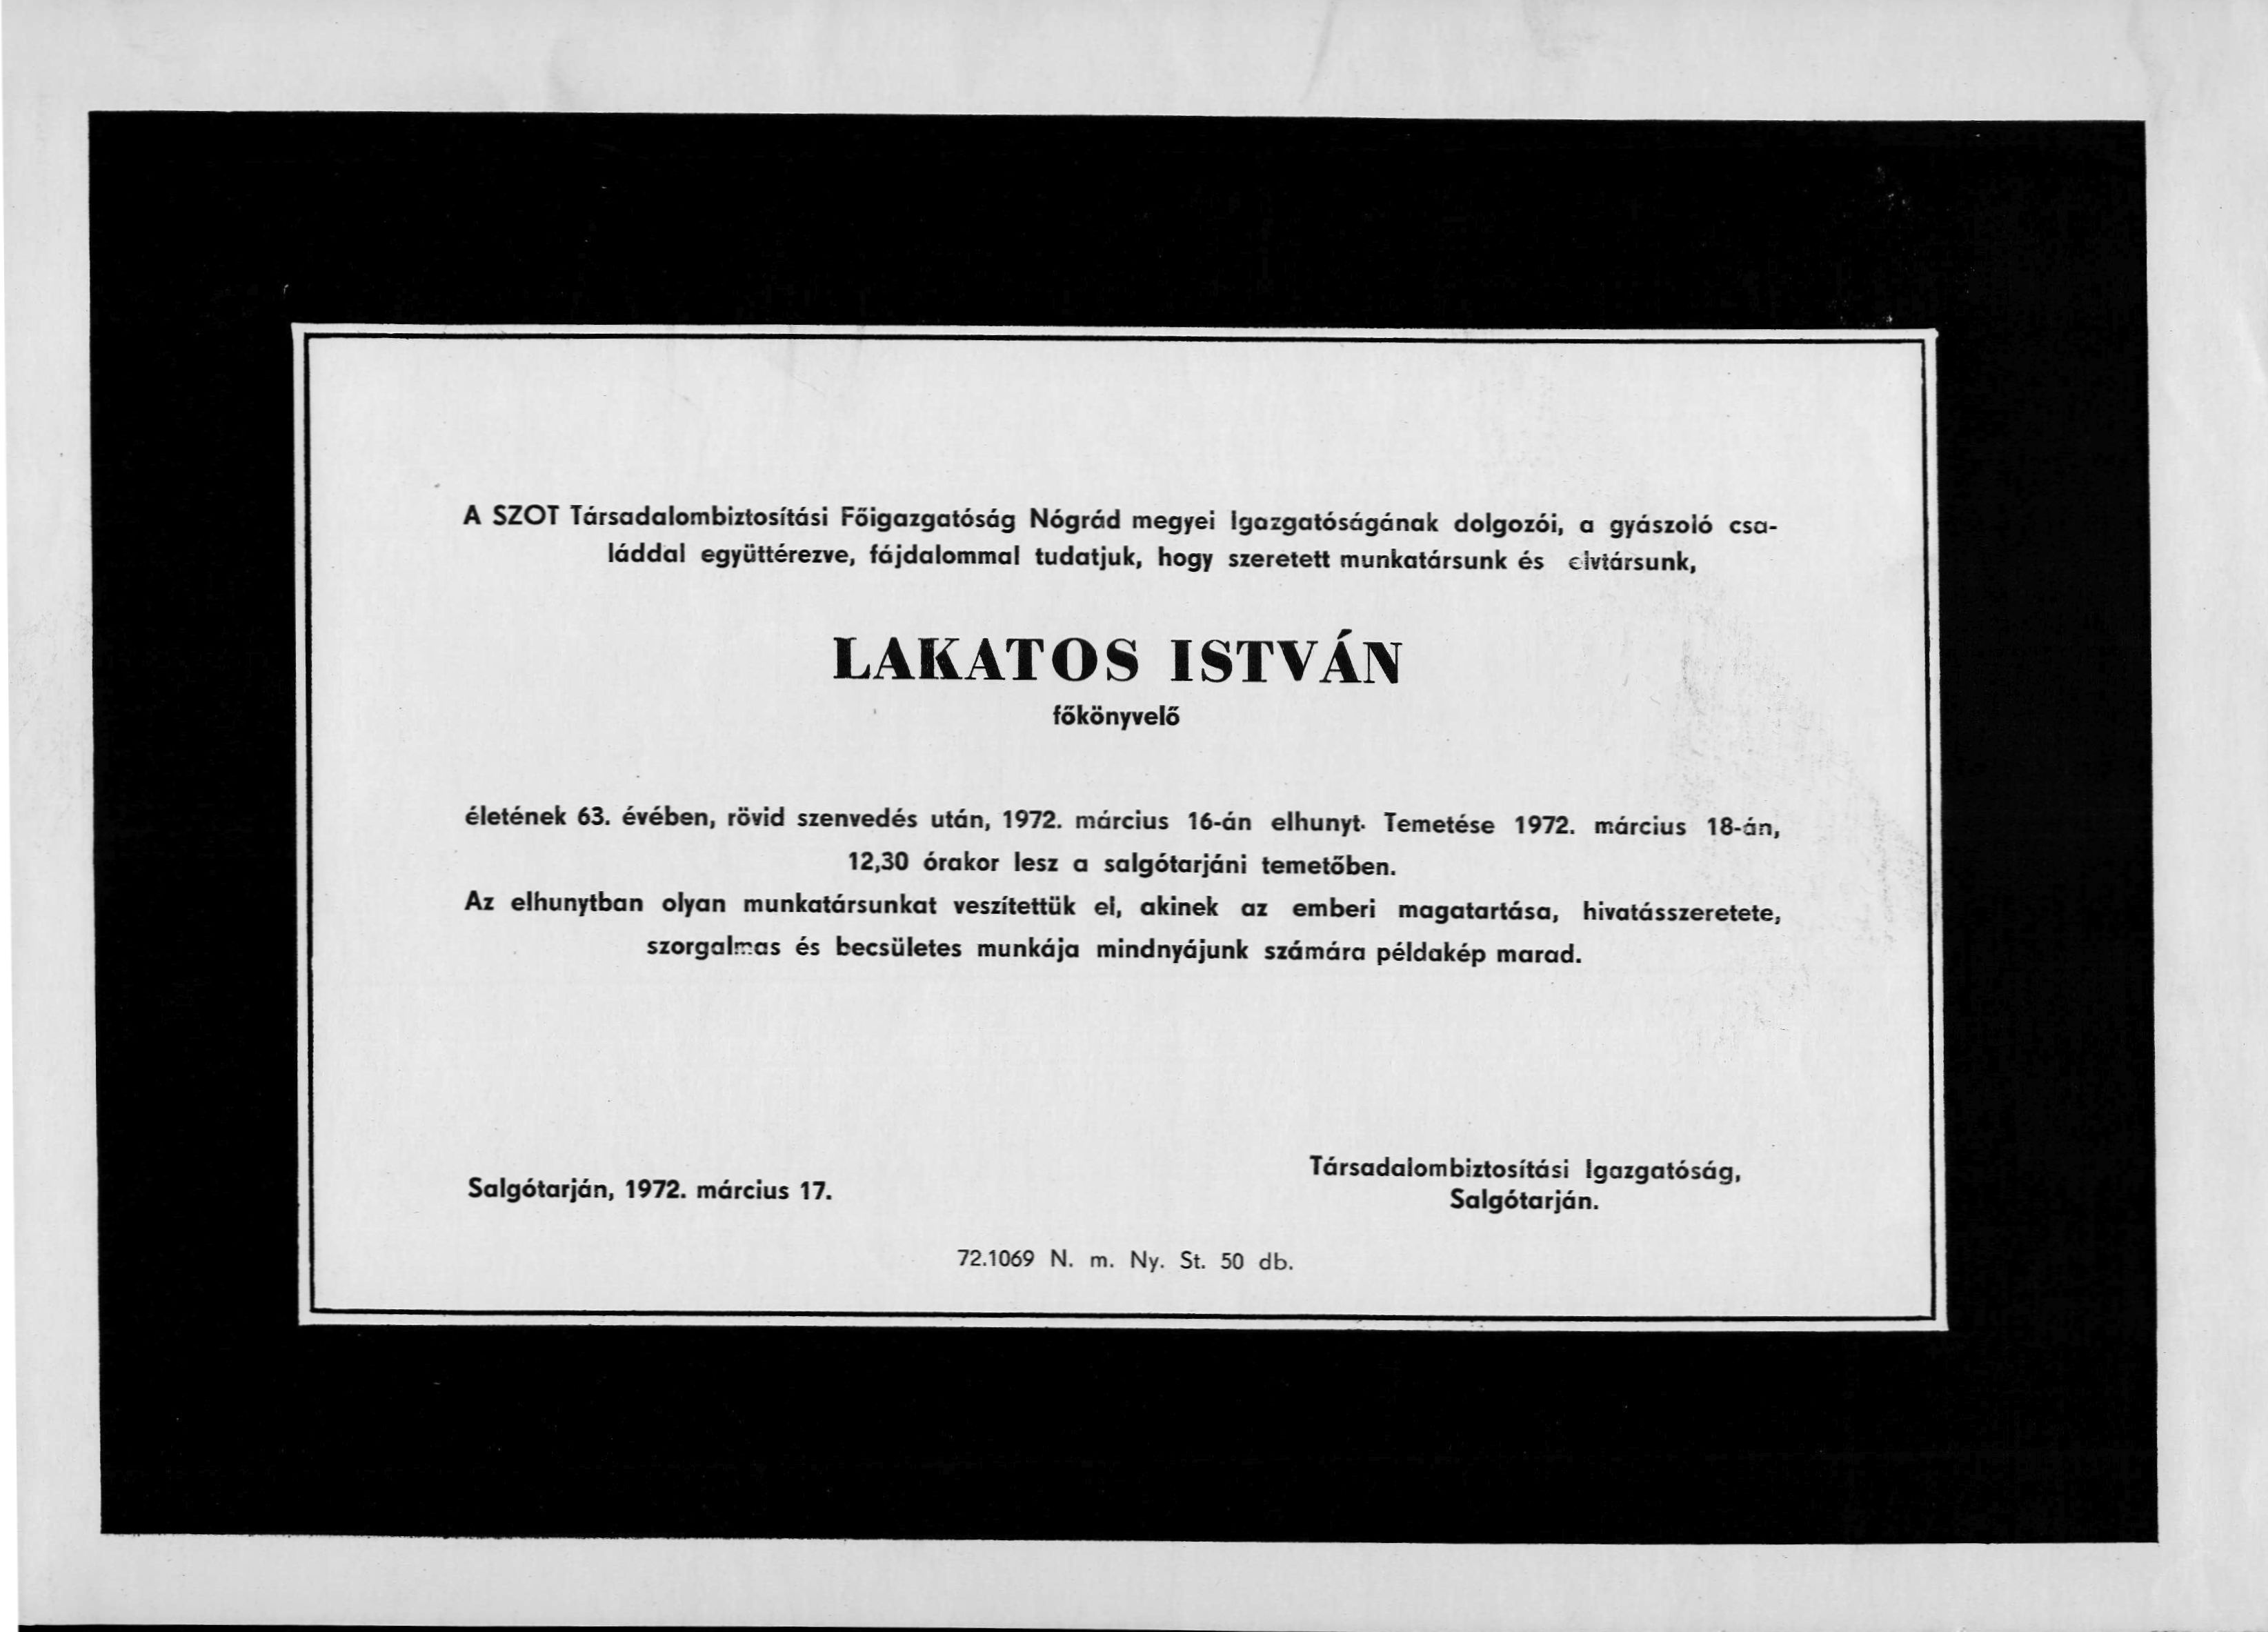 A SZOT Társadalombiztosítási Főigazgatóság Nógrád megyei Igazgatóságának dolgozói, a gyászoló csa-
láddal együttérezve, fájdalommal tudatjuk, hogy szeretett munkatársunk és elvtársunk,
LAKATOS ISTVÁN
főkönyvelő
életének 63. évében, rövid szenvedés után, 1972. március 16-án elhunyt. Temetése 1972. március 18-án,
12,30 órakor lesz a salgótarjáni temetőben.
Az elhunytban olyan munkatársunkat veszítettük el, akinek az emberi magatartása, hivatásszeretete,
szorgalmas és becsületes munkája mindnyájunk számára példakép marad.
Salgótarján, 1972. március 17.
Társadalombiztosítási Igazgatóság,
Salgótarján.
72.1069 N. m. Ny. St. 50 db.